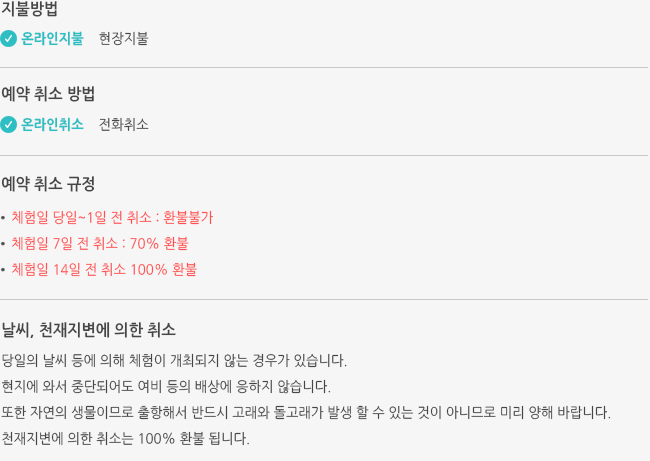 지불방법
온라인지불 현장지불
예약 취소 방법
온라인취소 전화취소
예약 취소 규정
• 체험일 당일~1일 전 취소 : 환불불가
• 체험일 7일 전 취소 : 70% 환불
• 체험일 14일 전 취소 100% 환불
날씨, 천재지변에 의한 취소
당일의 날씨 등에 의해 체험이 개최되지 않는 경우가 있습니다.
현지에 와서 중단되어도 여비 등의 배상에 응하지 않습니다.
또한 자연의 생물이므로 출항해서 반드시 고래와 돌고래가 발생 할 수 있는 것이 아니므로 미리 양해 바랍니다.
천재지변에 의한 취소는 100% 환불 됩니다.